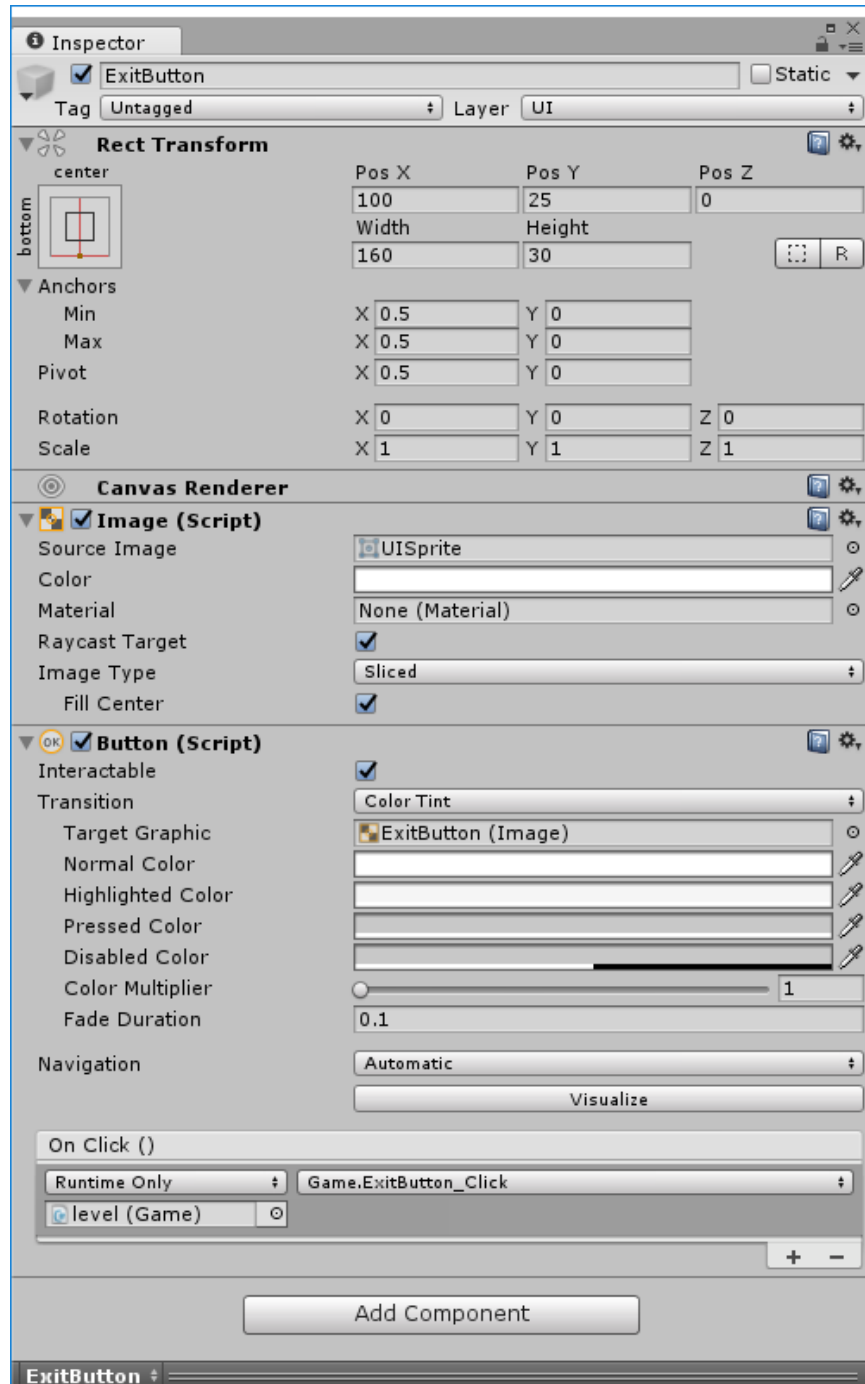 Inspector
ExitButton Static
Tag Untagged Layer UI
Rect Transform
center Pos X Pos Y Pos Z
bottom 100 25 0
Width Height
160 30 R
Anchors
Min X 0.5 Y 0
Max X 0.5 Y 0
Pivot X 0.5 Y 0
Rotation X 0 Y 0 Z 0
Scale X 1 Y 1 Z 1
Canvas Renderer
Image (Script)
Source Image UISprite
Color
Material None (Material)
Raycast Target
Image Type Sliced
Fill Center
OK Button (Script)
Interactable
Transition Color Tint
Target Graphic ExitButton (Image)
Normal Color
Highlighted Color
Pressed Color
Disabled Color
Color Multiplier 1
Fade Duration 0.1
Navigation Automatic
Visualize
On Click ()
Runtime Only Game.ExitButton_Click
level (Game)
+ −
Add Component
ExitButton